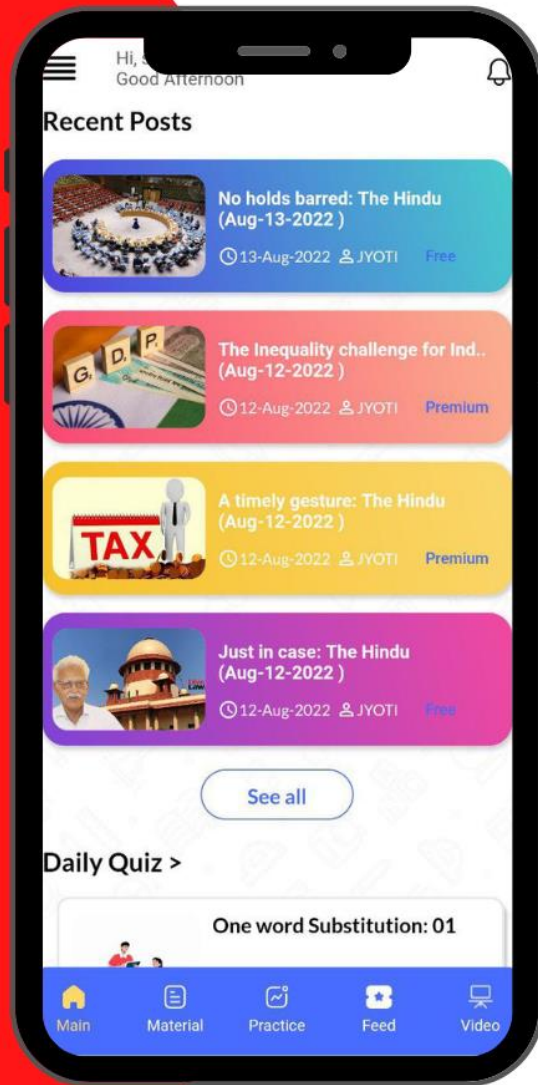 Hi,
Good Afternoon
Recent Posts
No holds barred: The Hindu
(Aug-13-2022 )
13-Aug-2022 JYOTI Free
G D P
The Inequality challenge for Ind..
(Aug-12-2022 )
12-Aug-2022 JYOTI Premium
TAX
A timely gesture: The Hindu
(Aug-12-2022 )
12-Aug-2022 JYOTI Premium
Just in case: The Hindu
(Aug-12-2022 )
12-Aug-2022 JYOTI Free
See all
Daily Quiz >
One word Substitution: 01
Main Material Practice Feed Video